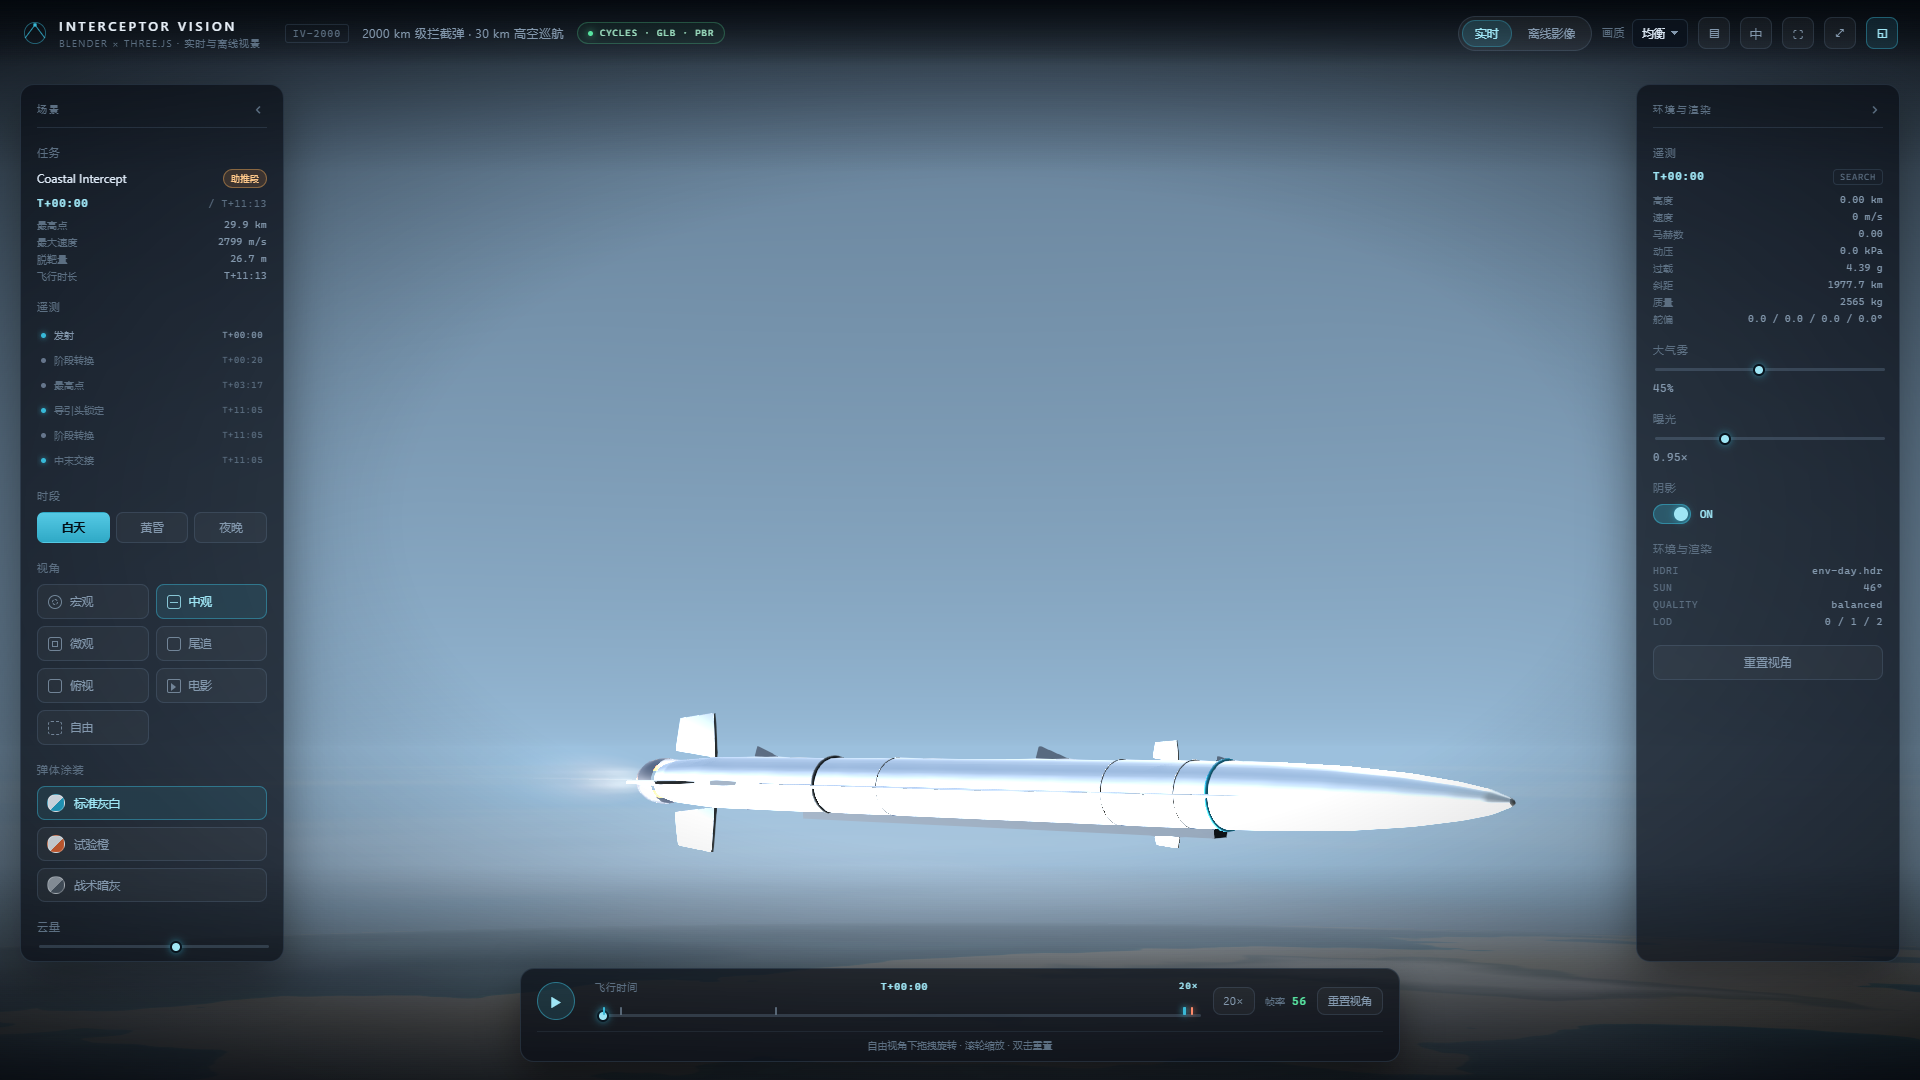 INTERCEPTOR VISION
BLENDER × THREE.JS · 实时与离线视景
IV-2000
2000 km 级拦截弹 · 30 km 高空巡航
CYCLES · GLB · PBR
实时
离线影像
画质
均衡
中
场景
任务
Coastal Intercept
助推段
T+00:00
/ T+11:13
最高点
29.9 km
最大速度
2799 m/s
脱靶量
26.7 m
飞行时长
T+11:13
遥测
发射
T+00:00
阶段转换
T+00:20
最高点
T+03:17
导引头锁定
T+11:05
阶段转换
T+11:05
中末交接
T+11:05
时段
白天
黄昏
夜晚
视角
宏观
中观
微观
尾追
俯视
电影
自由
弹体涂装
标准灰白
试验橙
战术暗灰
云量
环境与渲染
遥测
T+00:00
SEARCH
高度
0.00 km
速度
0 m/s
马赫数
0.00
动压
0.0 kPa
过载
4.39 g
斜距
1977.7 km
质量
2565 kg
舵偏
0.0 / 0.0 / 0.0 / 0.0°
大气雾
45%
曝光
0.95×
阴影
ON
环境与渲染
HDRI
env-day.hdr
SUN
46°
QUALITY
balanced
LOD
0 / 1 / 2
重置视角
飞行时间
T+00:00
20×
20×
帧率 56
重置视角
自由视角下拖拽旋转 · 滚轮缩放 · 双击重置